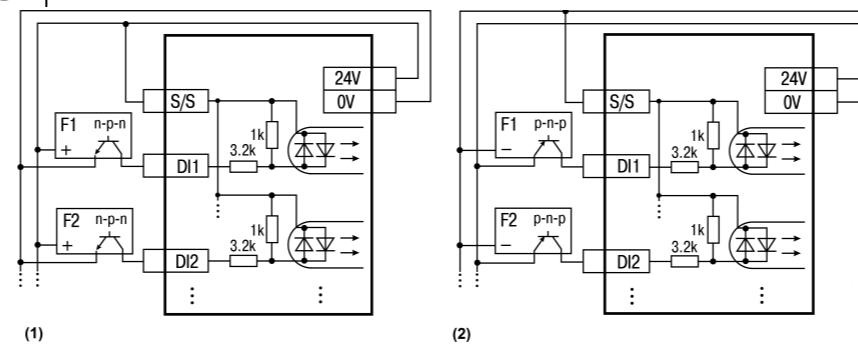 24V
S/S
0V
F1 n-p-n
1k
+
3.2k
DI1
F2 n-p-n
1k
+
3.2k
DI2
(1)
24V
S/S
0V
F1 p-n-p
1k
−
3.2k
DI1
F2 p-n-p
1k
−
3.2k
DI2
(2)